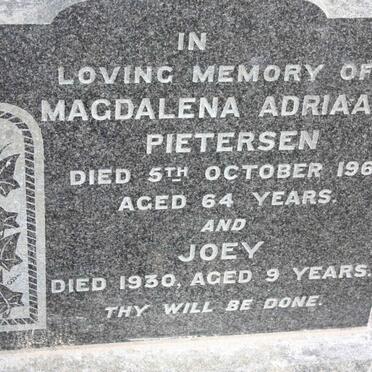 IN
LOVING MEMORY OF
MAGDALENA ADRIAA
PIETERSEN
DIED 5TH OCTOBER 196
AGED 64 YEARS.
AND
JOEY
DIED 1930, AGED 9 YEARS.
THY WILL BE DONE.